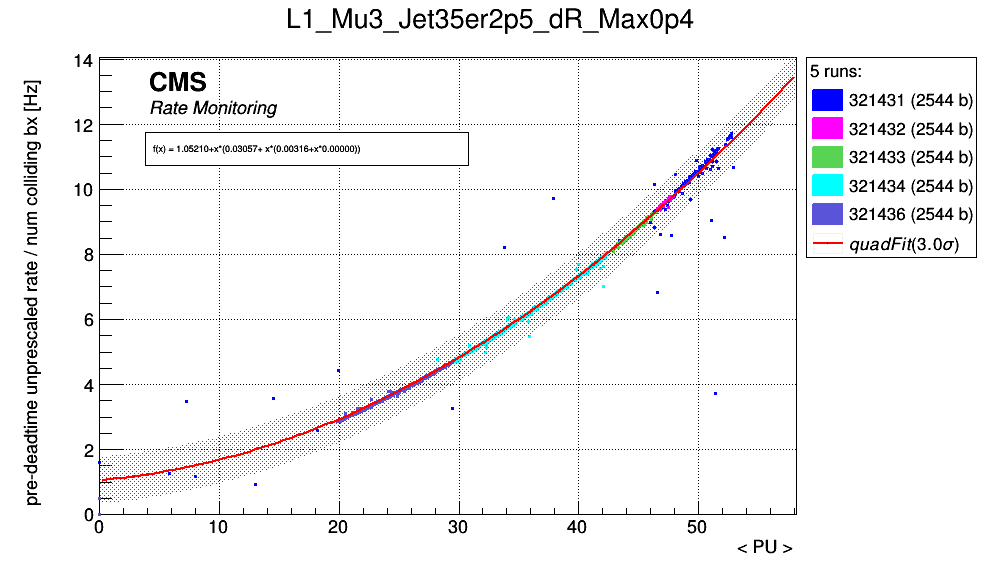 L1_Mu3_Jet35er2p5_dR_Max0p4
pre-deadtime unprescaled rate / num colliding bx [Hz]
14
12
10
8
6
4
2
0
CMS
Rate Monitoring
f(x) = 1.05210+x*(0.03057+ x*(0.00316+x*0.00000))
0 10 20 30 40 50
< PU >
5 runs:
321431 (2544 b)
321432 (2544 b)
321433 (2544 b)
321434 (2544 b)
321436 (2544 b)
quadFit(3.0σ)